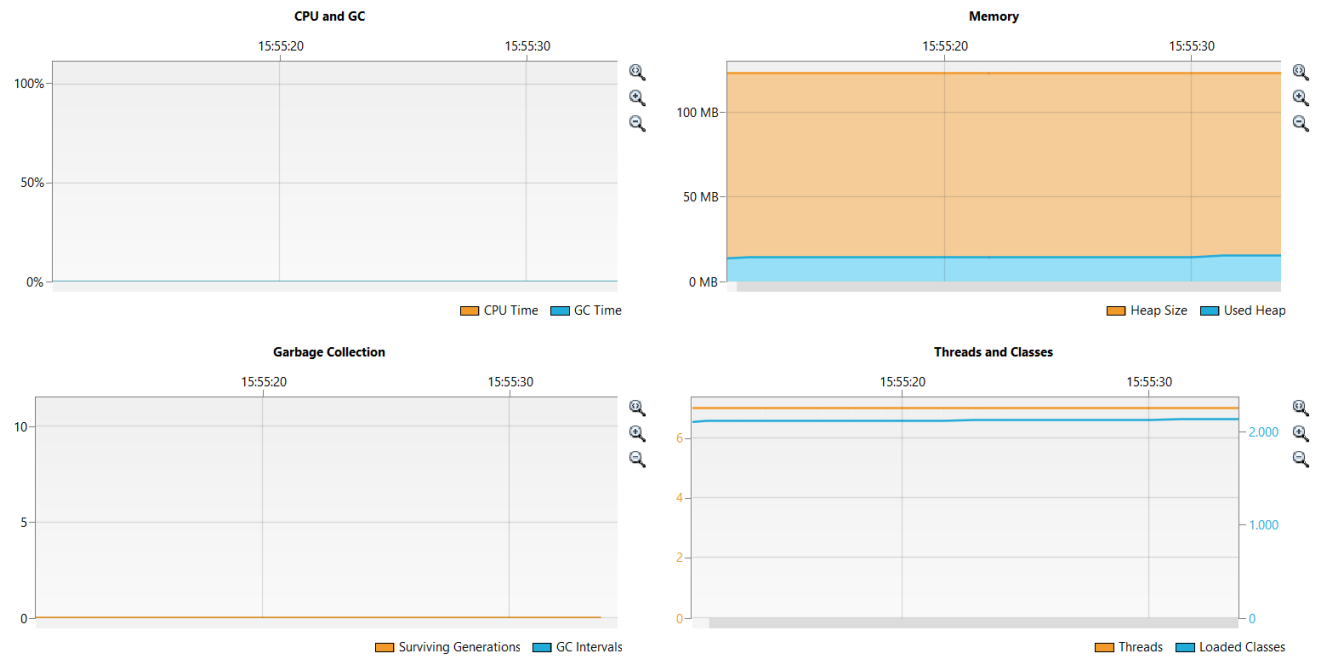 CPU and GC
15:55:20 15:55:30
100%
50%
0%
CPU Time GC Time
Memory
15:55:20 15:55:30
100 MB
50 MB
0 MB
Heap Size Used Heap
Garbage Collection
15:55:20 15:55:30
10
5
0
Surviving Generations GC Intervals
Threads and Classes
15:55:20 15:55:30
6 2.000
4
1.000
2
0 0
Threads Loaded Classes